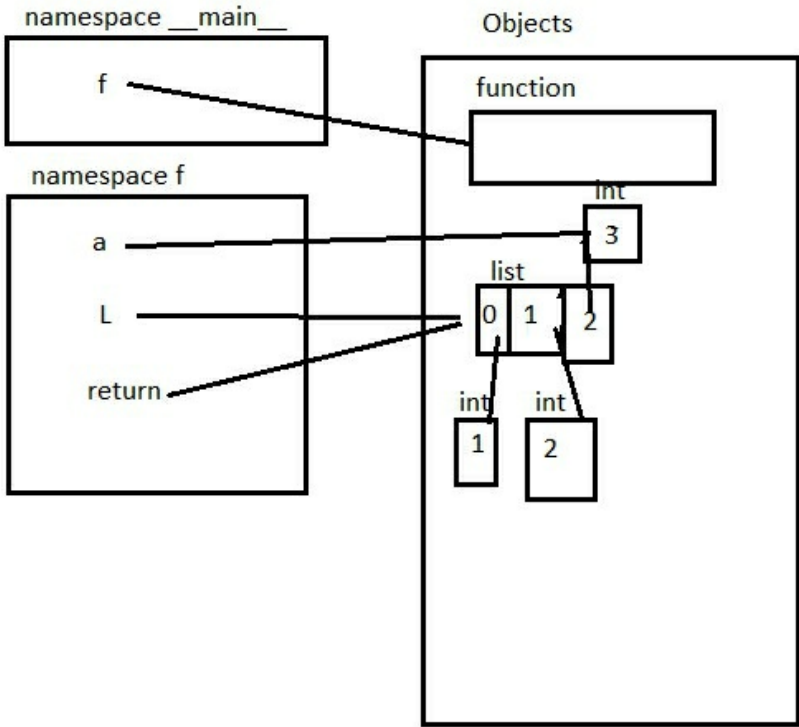 namespace __main__
Objects
f
function
namespace f
int
a
3
list
L
0 1 2
return
int int
1 2